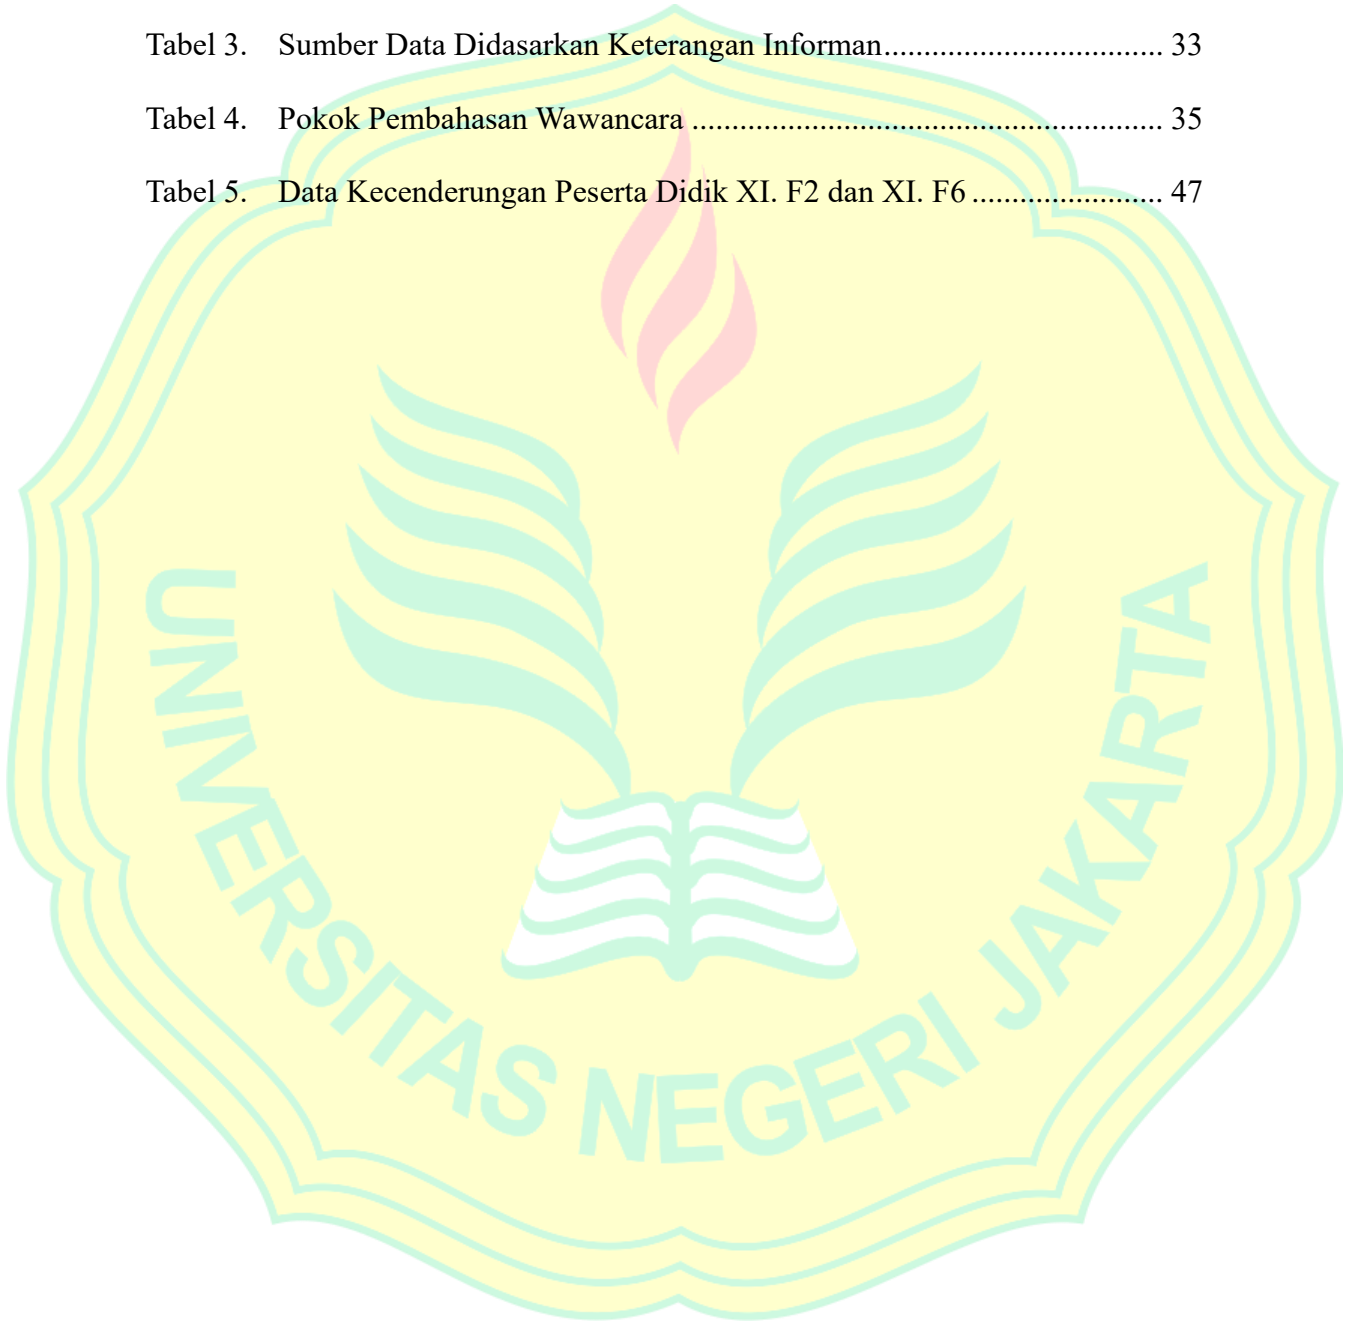 Tabel 3. Sumber Data Didasarkan Keterangan Informan.................................... 33
Tabel 4. Pokok Pembahasan Wawancara ............................................................ 35
Tabel 5. Data Kecenderungan Peserta Didik XI. F2 dan XI. F6 ........................ 47
UNIVERSITAS NEGERI JAKARTA